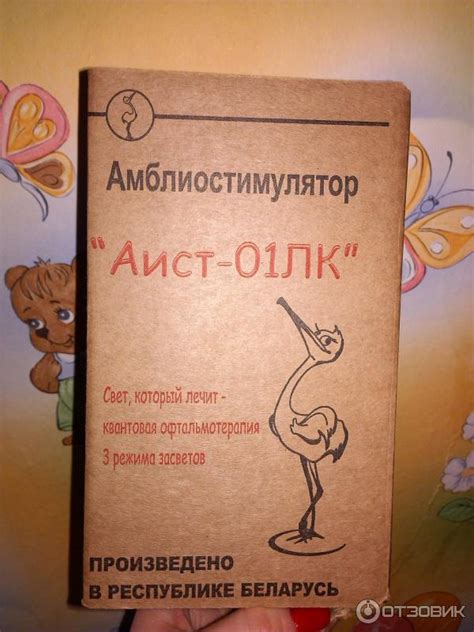 Амблиостимулятор
"Аист-01ЛК"
Свет, который лечит -
квантовая офтальмотерапия
3 режима засветов
ПРОИЗВЕДЕНО
В РЕСПУБЛИКЕ БЕЛАРУСЬ
ОТЗОВИК